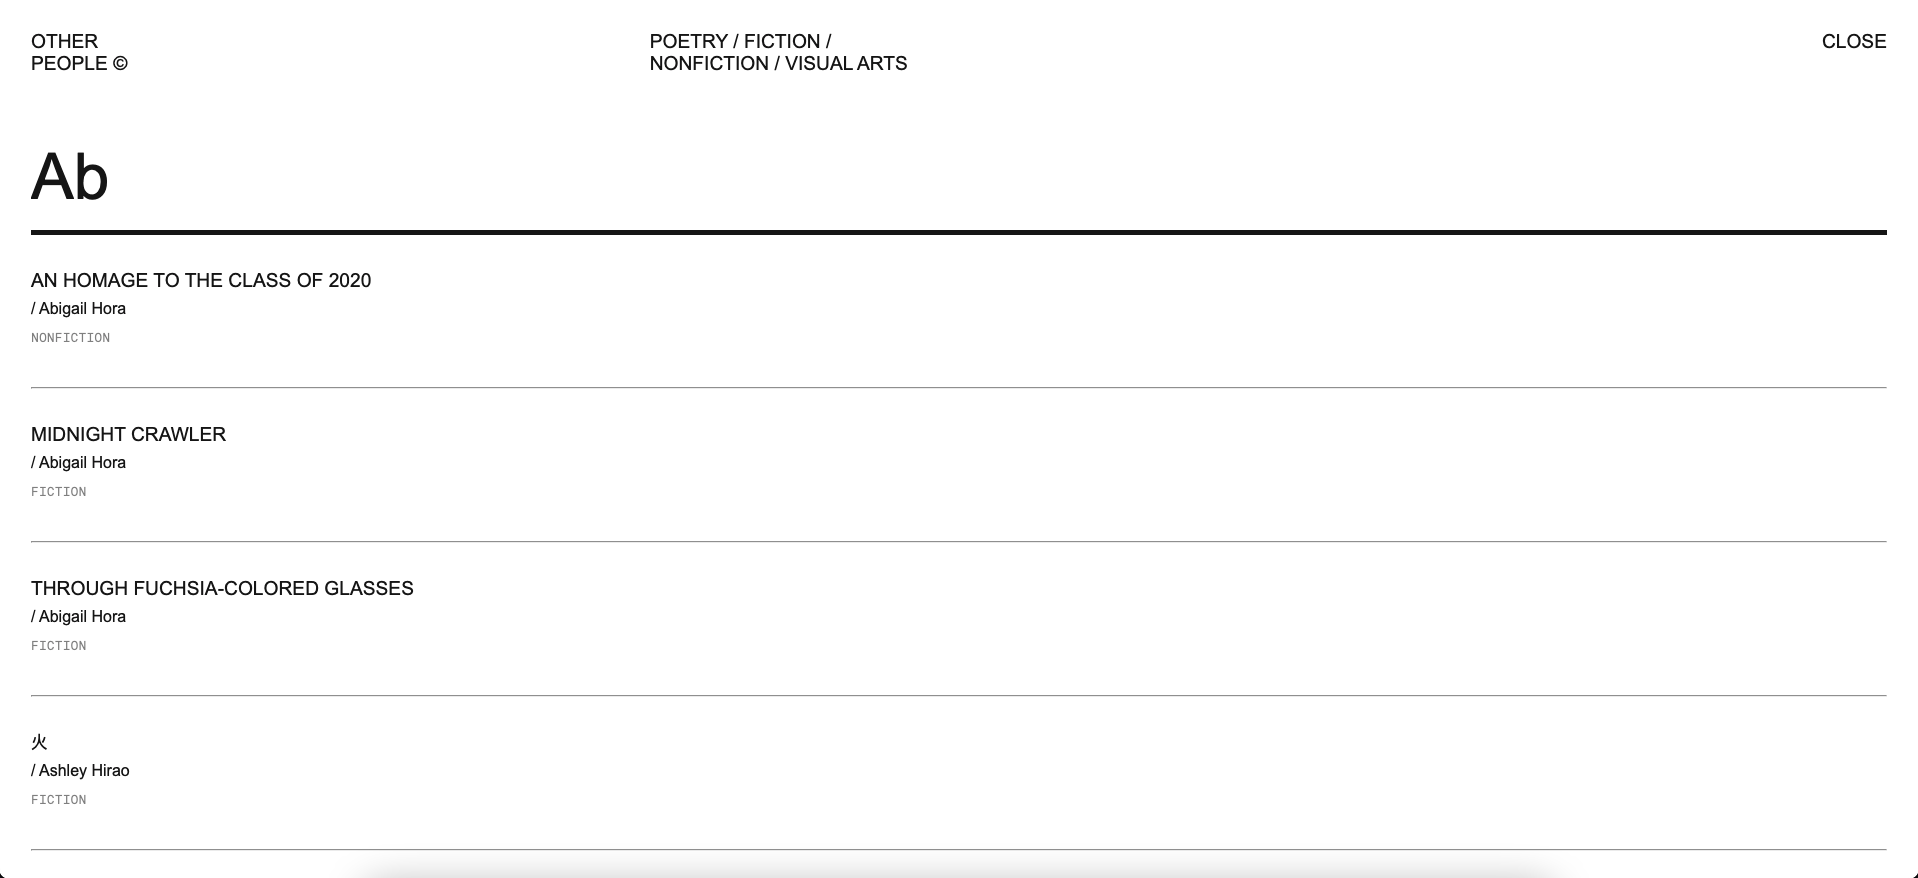 OTHER
PEOPLE ©
POETRY / FICTION /
NONFICTION / VISUAL ARTS
CLOSE
Ab
AN HOMAGE TO THE CLASS OF 2020
/ Abigail Hora
NONFICTION
MIDNIGHT CRAWLER
/ Abigail Hora
FICTION
THROUGH FUCHSIA-COLORED GLASSES
/ Abigail Hora
FICTION
火
/ Ashley Hirao
FICTION